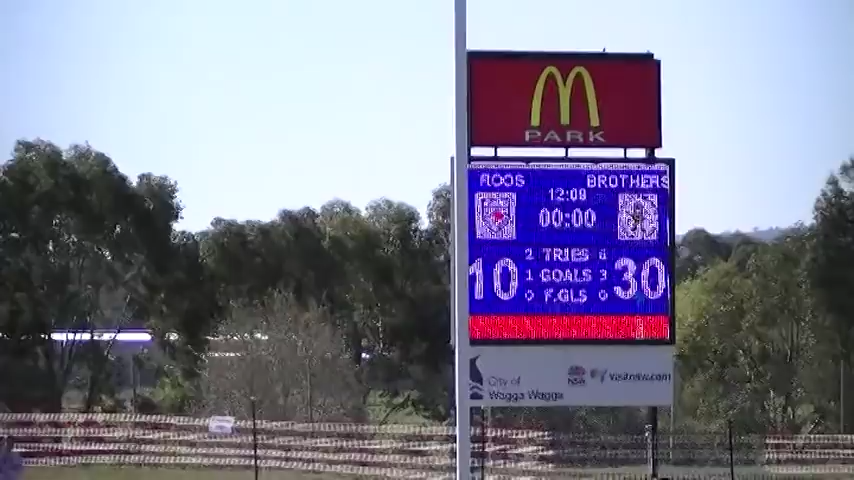 M
PARK
ROOS BROTHERS
12:09
00:00
2 TRIES 6
10 1 GOALS 3 30
0 F.GLS 0
City of
Wagga Wagga
NSW
visitnsw.com